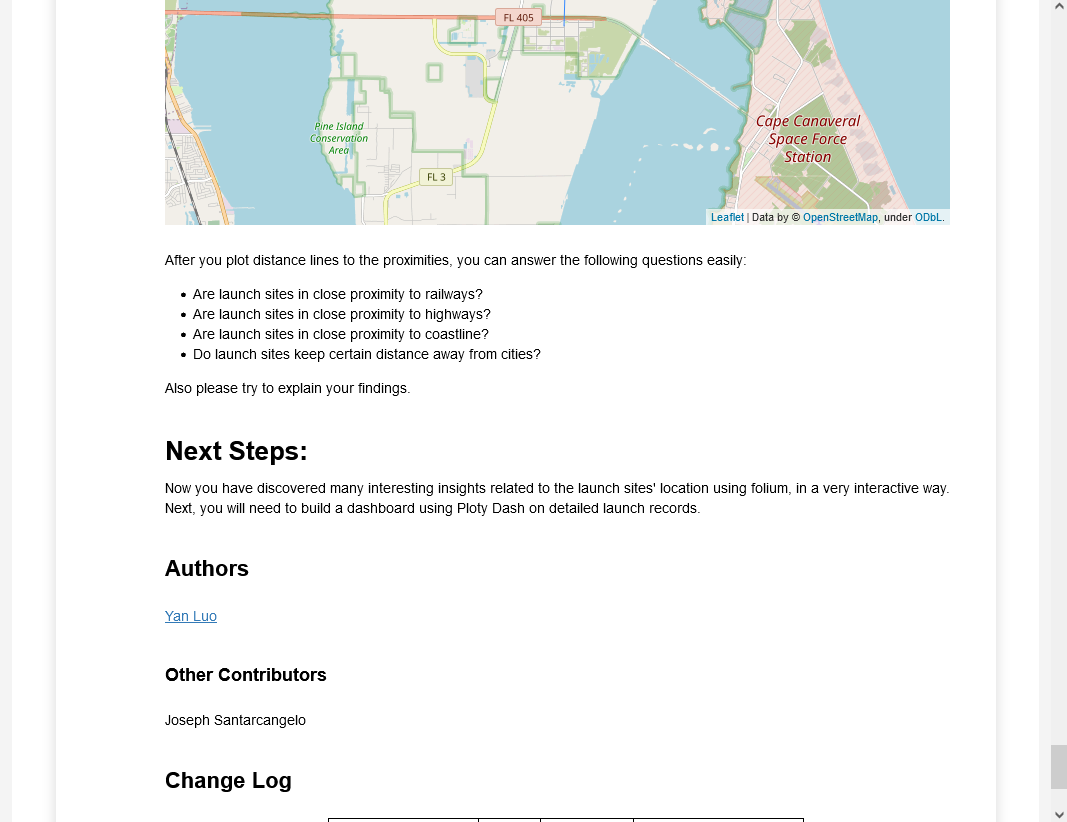 FL 405
Pine Island
Conservation
Area
Cape Canaveral
Space Force
Station
FL 3
Leaflet | Data by © OpenStreetMap, under ODbL.
After you plot distance lines to the proximities, you can answer the following questions easily:
• Are launch sites in close proximity to railways?
• Are launch sites in close proximity to highways?
• Are launch sites in close proximity to coastline?
• Do launch sites keep certain distance away from cities?
Also please try to explain your findings.
Next Steps:
Now you have discovered many interesting insights related to the launch sites' location using folium, in a very interactive way.
Next, you will need to build a dashboard using Ploty Dash on detailed launch records.
Authors
Yan Luo
Other Contributors
Joseph Santarcangelo
Change Log